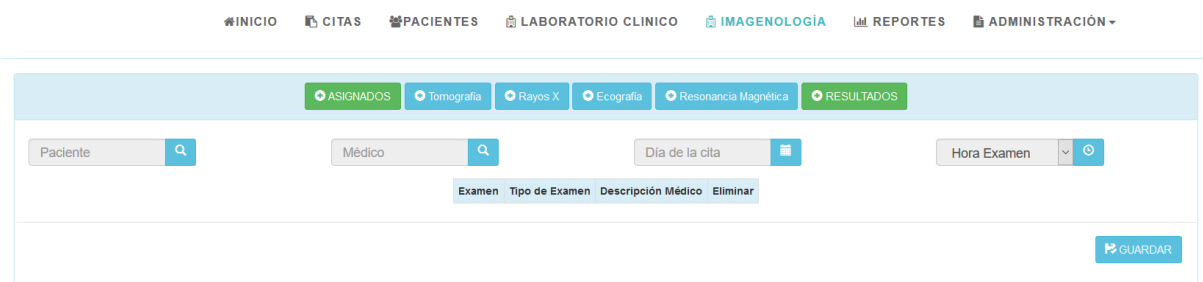 INICIO CITAS PACIENTES LABORATORIO CLINICO IMAGENOLOGÍA REPORTES ADMINISTRACIÓN
ASIGNADOS Tomografía Rayos X Ecografía Resonancia Magnética RESULTADOS
Paciente Médico Día de la cita Hora Examen
Examen Tipo de Examen Descripción Médico Eliminar
GUARDAR